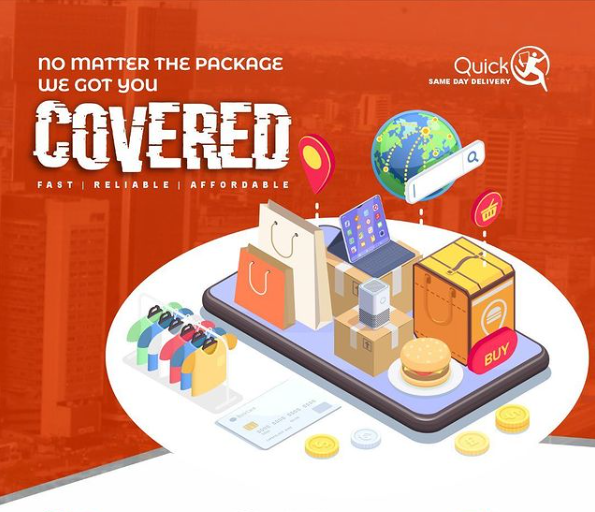 NO MATTER THE PACKAGE
WE GOT YOU
COVERED
FAST | RELIABLE | AFFORDABLE
Quick
SAME DAY DELIVERY
BUY